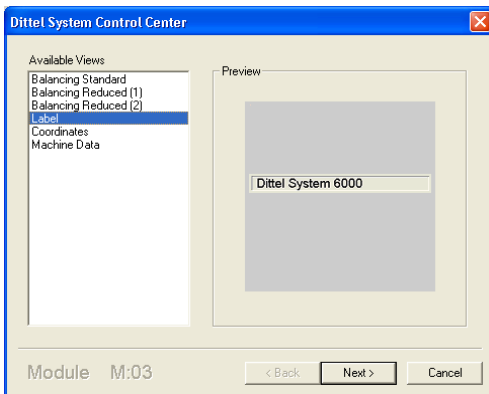 Dittel System Control Center
Available Views
Balancing Standard
Balancing Reduced (1)
Balancing Reduced (2)
Label
Coordinates
Machine Data
Preview
Dittel System 6000
Module M:03
< Back
Next >
Cancel